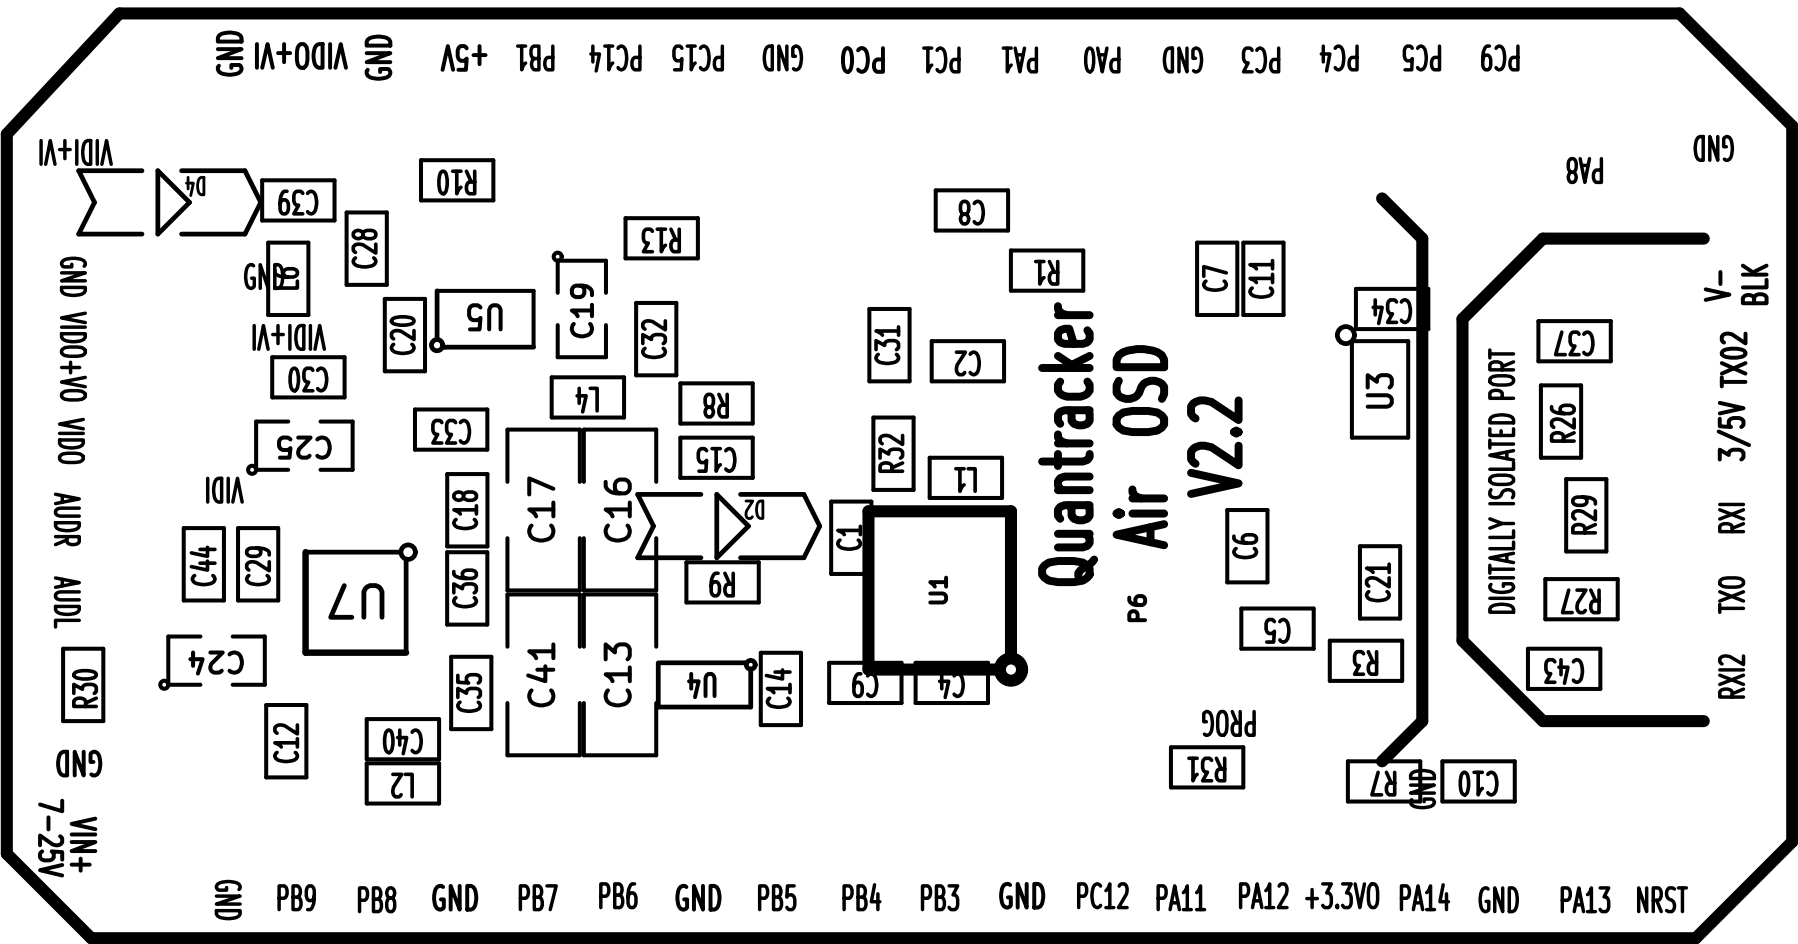 GND
VIDO+VI
GND
+5V
PB1
PC14
PC15
GND
PC0
PC1
PA1
PA0
GND
PC3
PC4
PC5
PC9
VIDI+VI
D4
C39
R10
C28
C8
PA8
GND
R13
R1
GND
C7
C11
V-
BLK
GND
VIDO+VO
VIDO
VIDI+VI
C20
U5
C19
C32
C31
C2
C34
C37
TXO2
C30
L4
R8
Quantracker
Air OSD
V2.2
U3
DIGITALLY ISOLATED PORT
R26
3/5V
C25
C33
C15
R32
L1
VIDI
AUDR
C18
C17
C16
D2
C1
C6
R29
RXI
C44
C29
U7
C36
R9
U1
P6
C21
R27
TXO
AUDL
C24
C41
C13
C5
R3
C43
RXI2
R30
C35
U4
C14
C9
C4
PROG
C12
C40
L2
R31
R7
GND
C10
GND
VIN+
7-25V
GND
PB9
PB8
GND
PB7
PB6
GND
PB5
PB4
PB3
GND
PC12
PA11
PA12
+3.3VO
PA14
GND
PA13
NRST